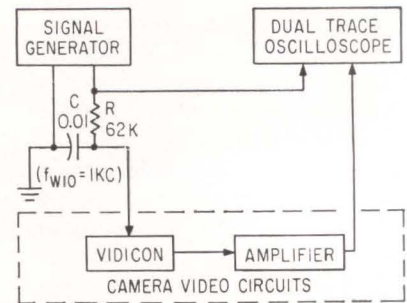 SIGNAL
GENERATOR
DUAL TRACE
OSCILLOSCOPE
C
0.01
R
62K
(fW10=1KC)
VIDICON
AMPLIFIER
CAMERA VIDEO CIRCUITS